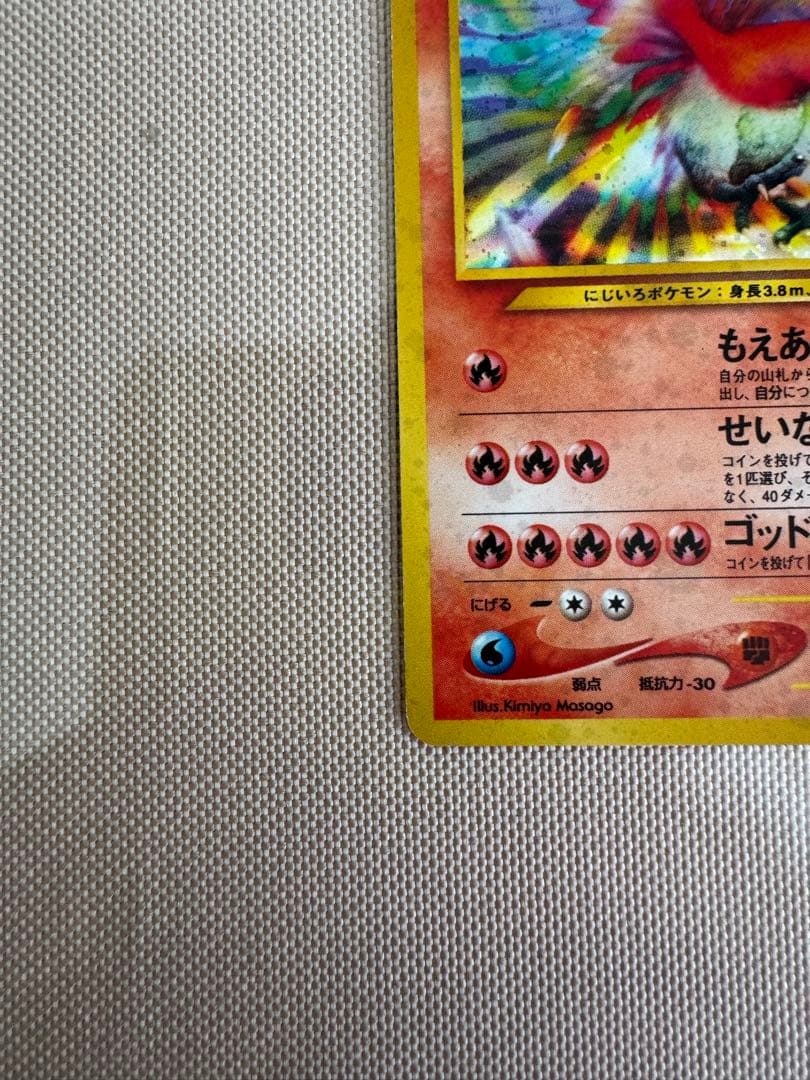 にじいろポケモン：身長3.8m、
もえあ
自分の山札から
出し、自分につ
せいな
コインを投げて
を1匹選び、そ
なく、40ダメー
ゴッド
コインを投げて
にげる
弱点
抵抗力 -30
Illus.Kimiya Masago